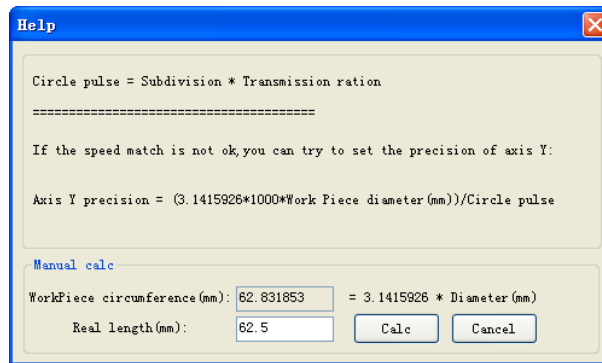 Help
Circle pulse = Subdivision * Transmission ration
=======================================
If the speed match is not ok,you can try to set the precision of axis Y:
Axis Y precision = (3.1415926*1000*Work Piece diameter(mm))/Circle pulse
Manual calc
WorkPiece circumference(mm): 62.831853 = 3.1415926 * Diameter(mm)
Real length(mm): 62.5 Calc Cancel